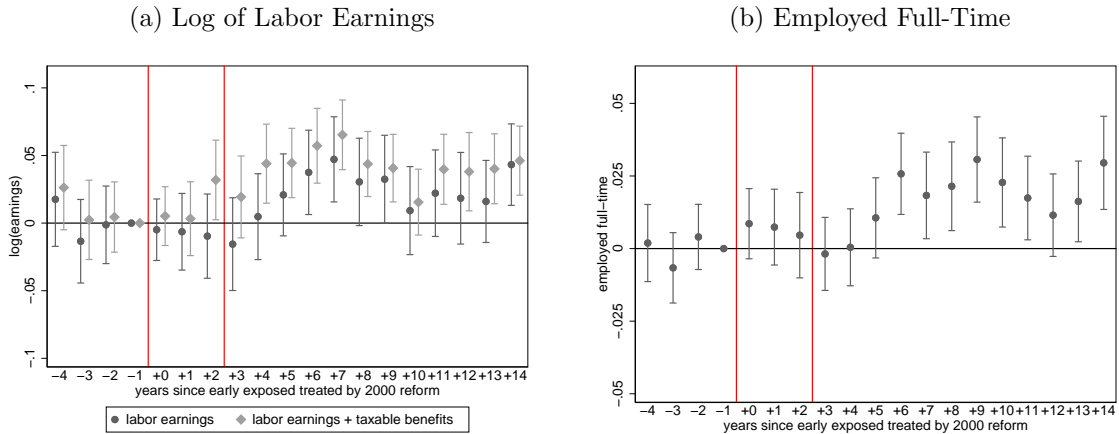 (a) Log of Labor Earnings
(b) Employed Full-Time
log(earnings)
.1
.05
0
-.05
-.1
-4 -3 -2 -1 +0 +1 +2 +3 +4 +5 +6 +7 +8 +9 +10 +11 +12 +13 +14
years since early exposed treated by 2000 reform
labor earnings labor earnings + taxable benefits
employed full-time
.05
.025
0
-.025
-.05
-4 -3 -2 -1 +0 +1 +2 +3 +4 +5 +6 +7 +8 +9 +10 +11 +12 +13 +14
years since early exposed treated by 2000 reform